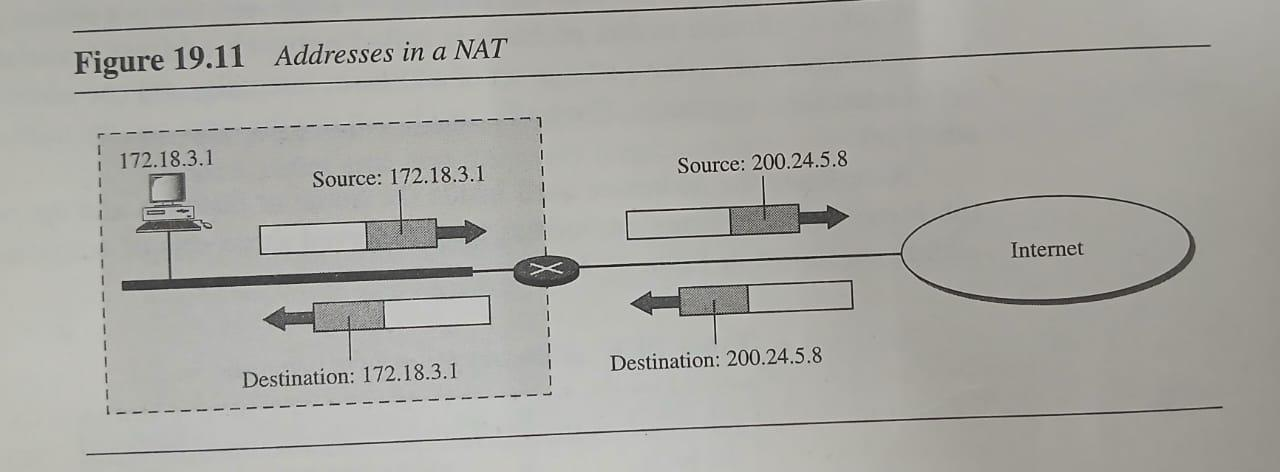 Figure 19.11 Addresses in a NAT
172.18.3.1
Source: 172.18.3.1
Source: 200.24.5.8
Internet
Destination: 172.18.3.1
Destination: 200.24.5.8